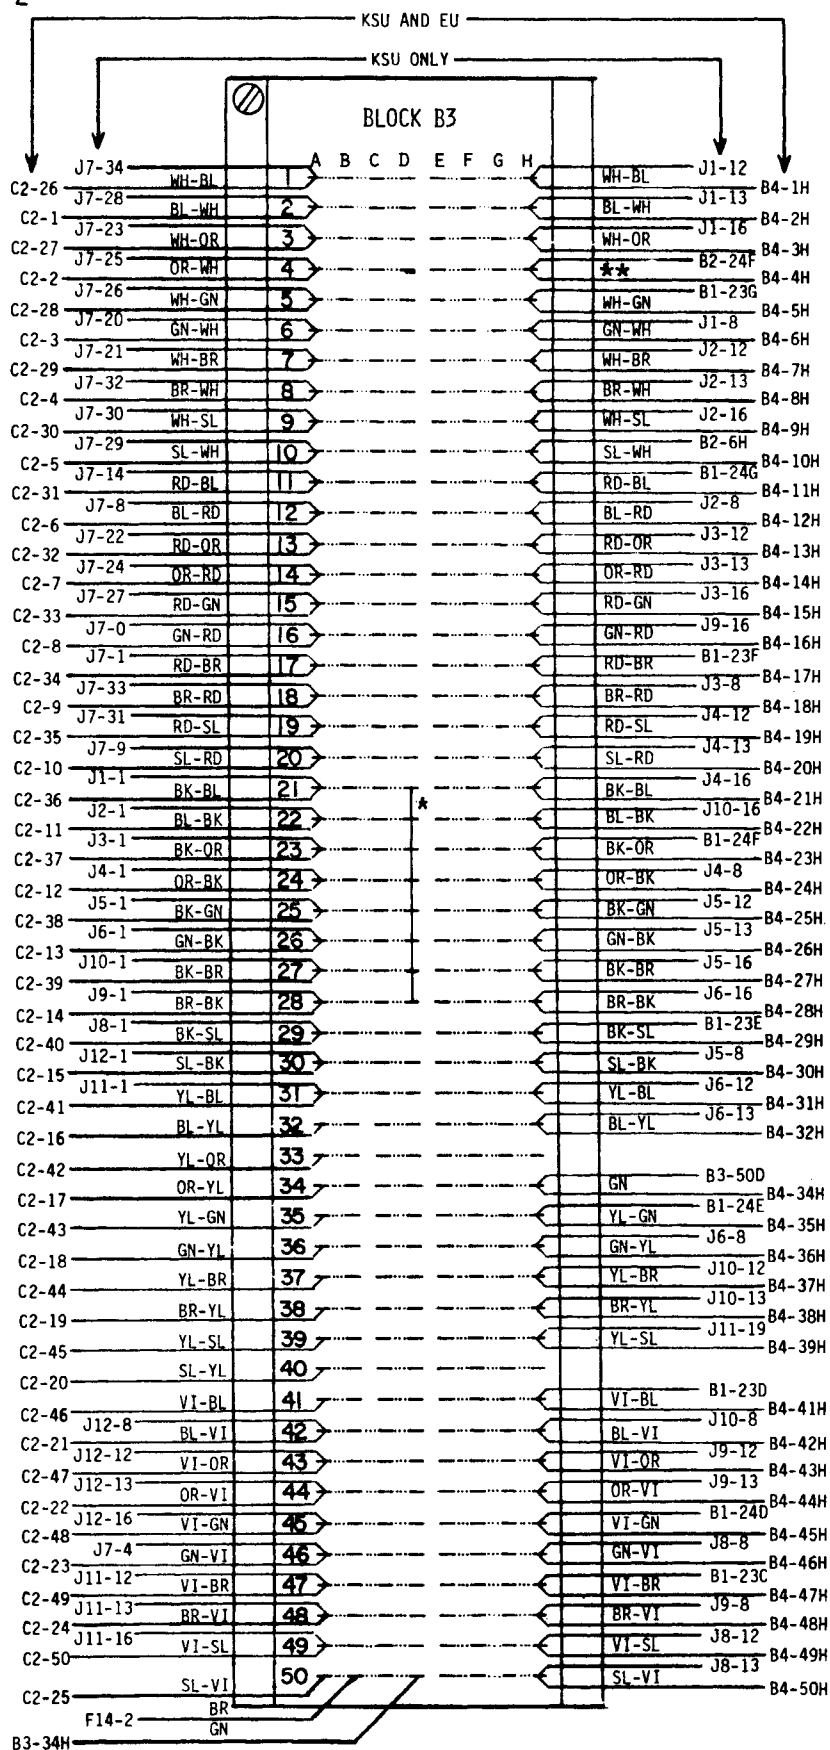 KSU AND EU
KSU ONLY
BLOCK B3
A B C D E F G H
J7-34 J1-12
C2-26 WH-BL 1 WH-BL B4-1H
J7-28 J1-13
C2-1 BL-WH 2 BL-WH B4-2H
J7-23 J1-16
C2-27 WH-OR 3 WH-OR B4-3H
J7-25 B2-24F
C2-2 OR-WH 4 ** B4-4H
J7-26 B1-23G
C2-28 WH-GN 5 WH-GN B4-5H
J7-20 J1-8
C2-3 GN-WH 6 GN-WH B4-6H
J7-21 J2-12
C2-29 WH-BR 7 WH-BR B4-7H
J7-32 J2-13
C2-4 BR-WH 8 BR-WH B4-8H
J7-30 J2-16
C2-30 WH-SL 9 WH-SL B4-9H
J7-29 B2-6H
C2-5 SL-WH 10 SL-WH B4-10H
J7-14 B1-24G
C2-31 RD-BL 11 RD-BL B4-11H
J7-8 J2-8
C2-6 BL-RD 12 BL-RD B4-12H
J7-22 J3-12
C2-32 RD-OR 13 RD-OR B4-13H
J7-24 J3-13
C2-7 OR-RD 14 OR-RD B4-14H
J7-27 J3-16
C2-33 RD-GN 15 RD-GN B4-15H
J7-0 J9-16
C2-8 GN-RD 16 GN-RD B4-16H
J7-1 B1-23F
C2-34 RD-BR 17 RD-BR B4-17H
J7-33 J3-8
C2-9 BR-RD 18 BR-RD B4-18H
J7-31 J4-12
C2-35 RD-SL 19 RD-SL B4-19H
J7-9 J4-13
C2-10 SL-RD 20 SL-RD B4-20H
J1-1 J4-16
C2-36 BK-BL 21 * BK-BL B4-21H
J2-1 J10-16
C2-11 BL-BK 22 BL-BK B4-22H
J3-1 B1-24F
C2-37 BK-OR 23 BK-OR B4-23H
J4-1 J4-8
C2-12 OR-BK 24 OR-BK B4-24H
J5-1 J5-12
C2-38 BK-GN 25 BK-GN B4-25H
J6-1 J5-13
C2-13 GN-BK 26 GN-BK B4-26H
J10-1 J5-16
C2-39 BK-BR 27 BK-BR B4-27H
J9-1 J6-16
C2-14 BR-BK 28 BR-BK B4-28H
J8-1 B1-23E
C2-40 BK-SL 29 BK-SL B4-29H
J12-1 J5-8
C2-15 SL-BK 30 SL-BK B4-30H
J11-1 J6-12
C2-41 YL-BL 31 YL-BL B4-31H
J6-13
C2-16 BL-YL 32 BL-YL B4-32H
C2-42 YL-OR 33
B3-50D
C2-17 OR-YL 34 GN B4-34H
B1-24E
C2-43 YL-GN 35 YL-GN B4-35H
J6-8
C2-18 GN-YL 36 GN-YL B4-36H
J10-12
C2-44 YL-BR 37 YL-BR B4-37H
J10-13
C2-19 BR-YL 38 BR-YL B4-38H
J11-19
C2-45 YL-SL 39 YL-SL B4-39H
C2-20 SL-YL 40
B1-23D
C2-46 VI-BL 41 VI-BL B4-41H
J12-8 J10-8
C2-21 BL-VI 42 BL-VI B4-42H
J12-12 J9-12
C2-47 VI-OR 43 VI-OR B4-43H
J12-13 J9-13
C2-22 OR-VI 44 OR-VI B4-44H
J12-16 B1-24D
C2-48 VI-GN 45 VI-GN B4-45H
J7-4 J8-8
C2-23 GN-VI 46 GN-VI B4-46H
J11-12 B1-23C
C2-49 VI-BR 47 VI-BR B4-47H
J11-13 J9-8
C2-24 BR-VI 48 BR-VI B4-48H
J11-16 J8-12
C2-50 VI-SL 49 VI-SL B4-49H
J8-13
C2-25 SL-VI 50 SL-VI B4-50H
F14-2 BR
B3-34H GN